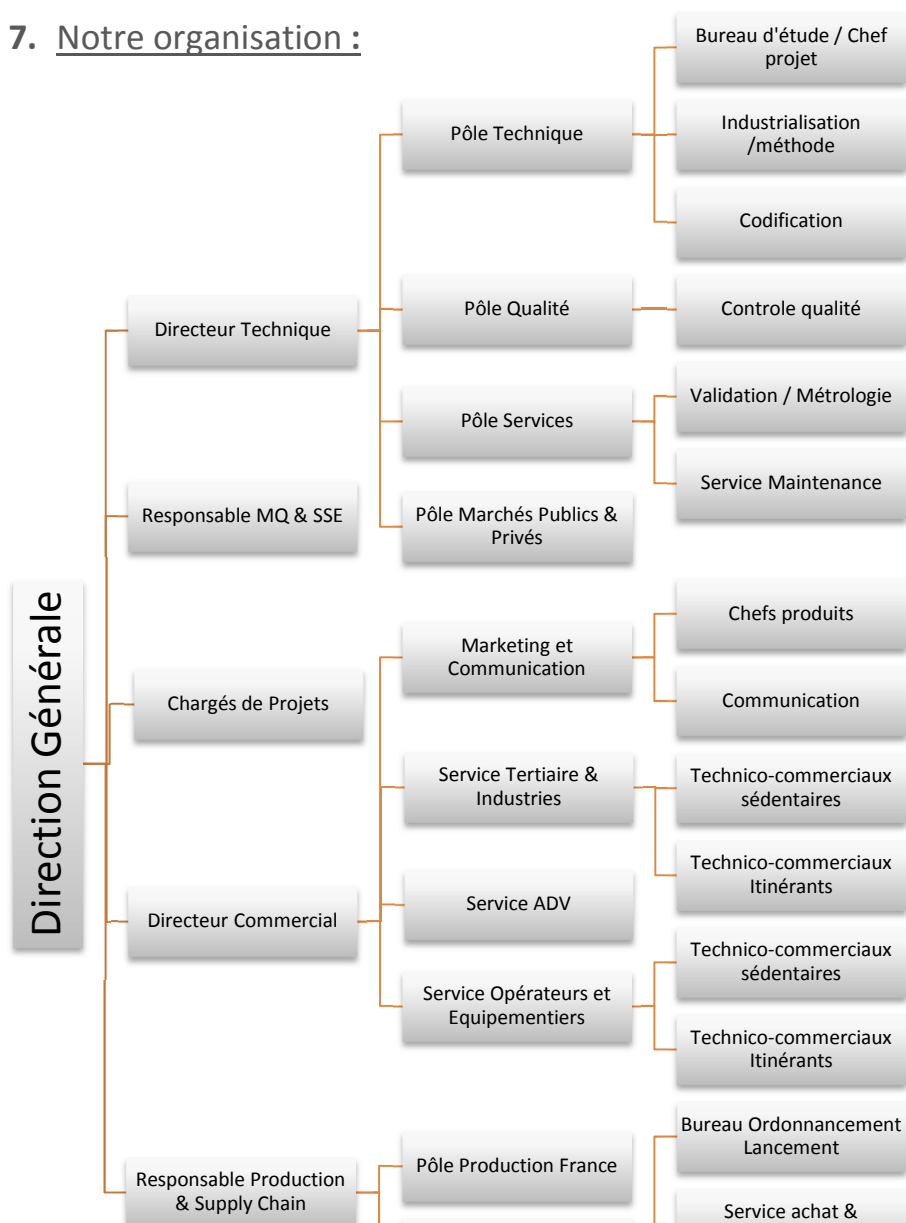 7. Notre organisation :
Direction Générale
Directeur Technique
Pôle Technique
Bureau d'étude / Chef
projet
Industrialisation
/méthode
Codification
Pôle Qualité
Controle qualité
Pôle Services
Validation / Métrologie
Service Maintenance
Pôle Marchés Publics &
Privés
Responsable MQ & SSE
Chargés de Projets
Directeur Commercial
Marketing et
Communication
Chefs produits
Communication
Service Tertiaire &
Industries
Technico-commerciaux
sédentaires
Technico-commerciaux
Itinérants
Service ADV
Service Opérateurs et
Equipementiers
Technico-commerciaux
sédentaires
Technico-commerciaux
Itinérants
Responsable Production
& Supply Chain
Pôle Production France
Bureau Ordonnancement
Lancement
Service achat &